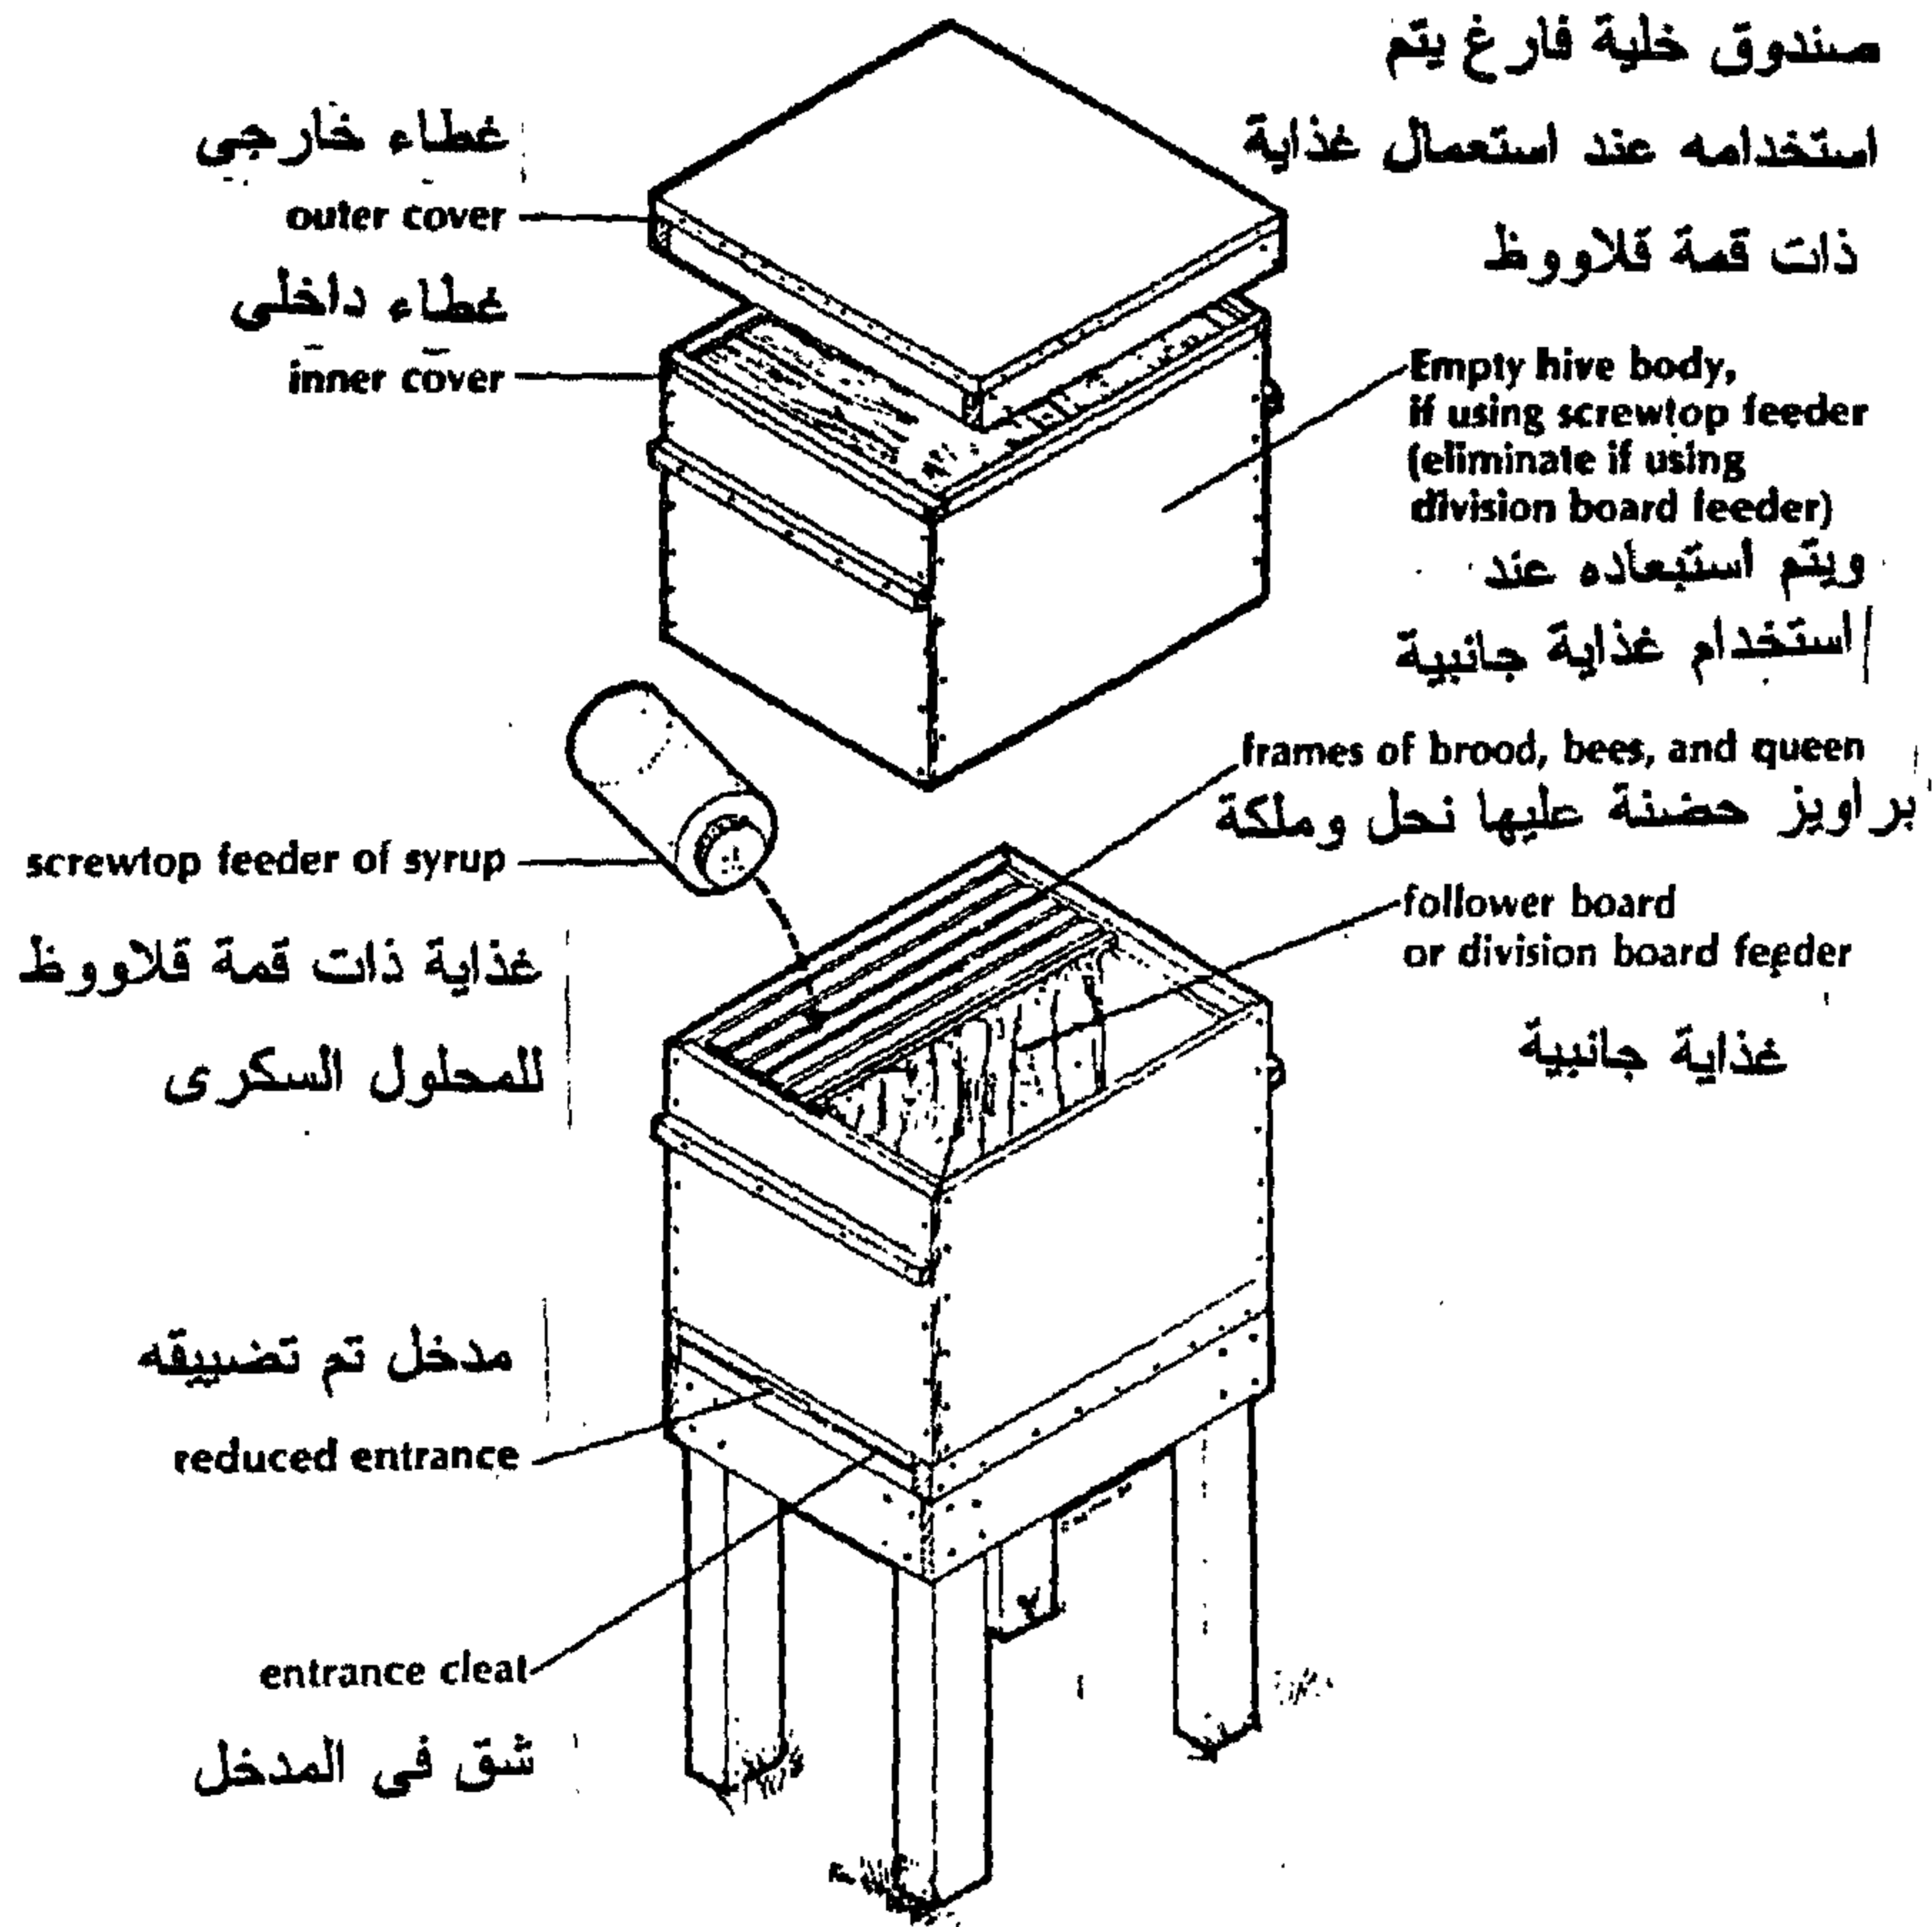 صندوق خلية فارغ يتم
استخدامه عند استعمال غذاية
ذات قمة قلاووظ
غطاء خارجي
outer cover
غطاء داخلى
inner cover
Empty hive body,
if using screwtop feeder
(eliminate if using
division board feeder)
ويتم استبعاده عند
استخدام غذاية جانبية
frames of brood, bees, and queen
براويز حضنة عليها نحل وملكة
screwtop feeder of syrup
غذاية ذات قمة قلاووظ
للمحلول السكرى
follower board
or division board feeder
غذاية جانبية
مدخل تم تضييقه
reduced entrance
entrance cleat
شق فى المدخل